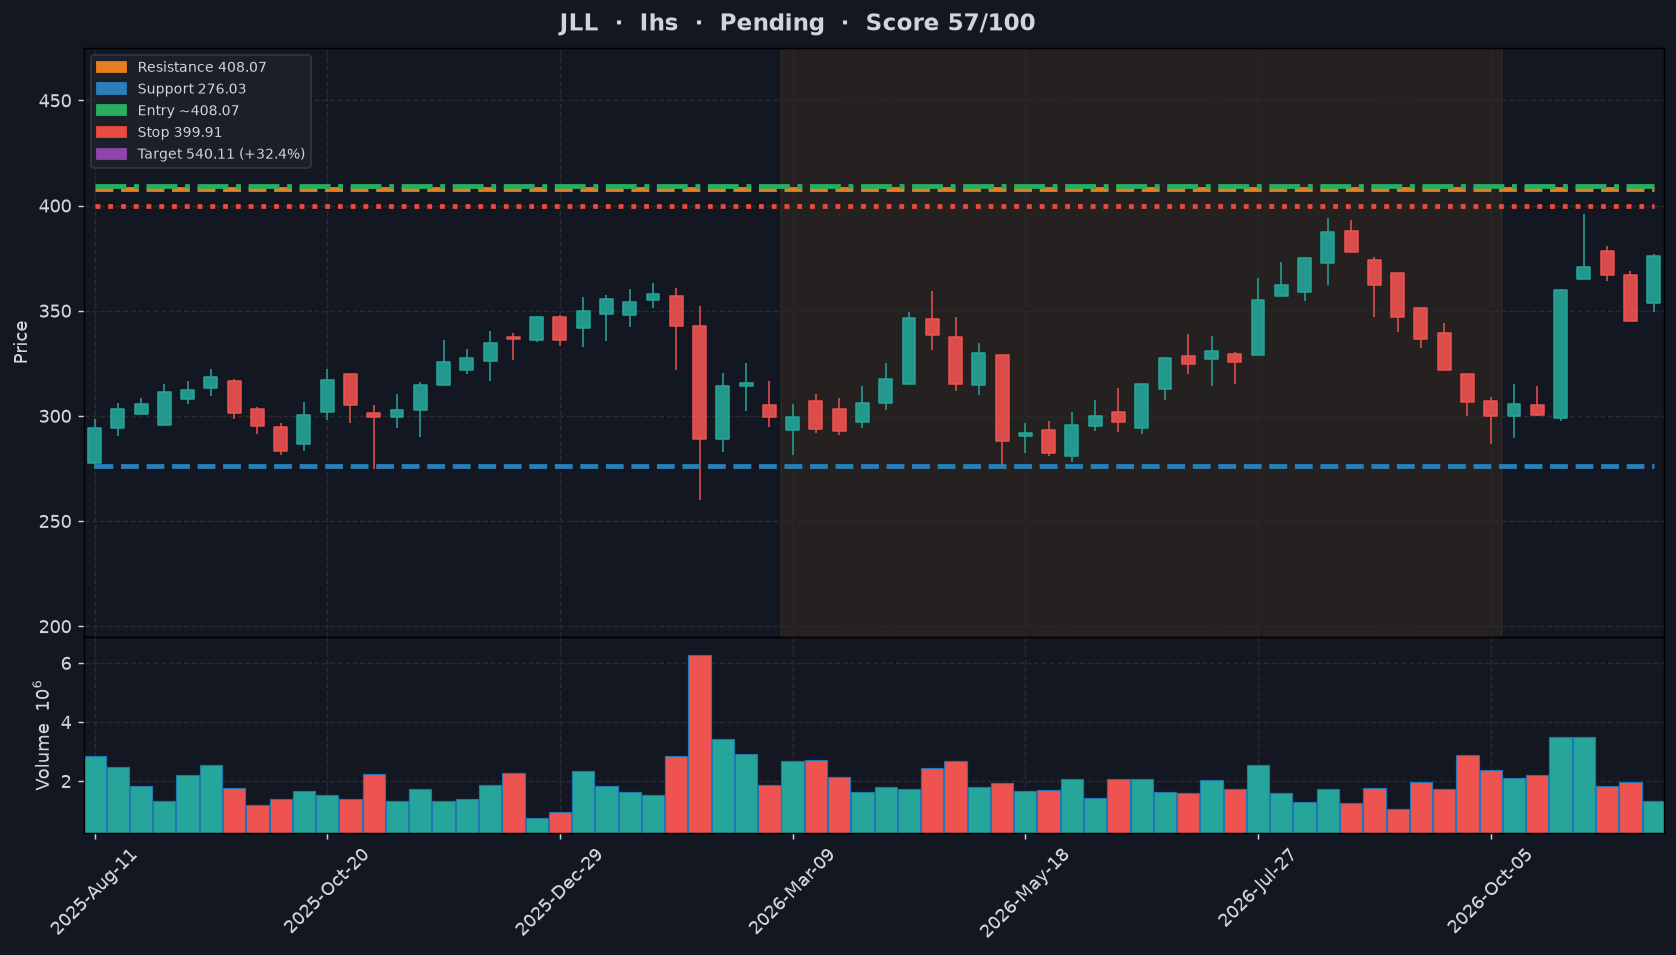 JLL · Ihs · Pending · Score 57/100
Resistance 408.07
Support 276.03
Entry ~408.07
Stop 399.91
Target 540.11 (+32.4%)
450
400
350
300
250
200
Price
6
4
2
Volume 10⁶
2025-Aug-11
2025-Oct-20
2025-Dec-29
2026-Mar-09
2026-May-18
2026-Jul-27
2026-Oct-05